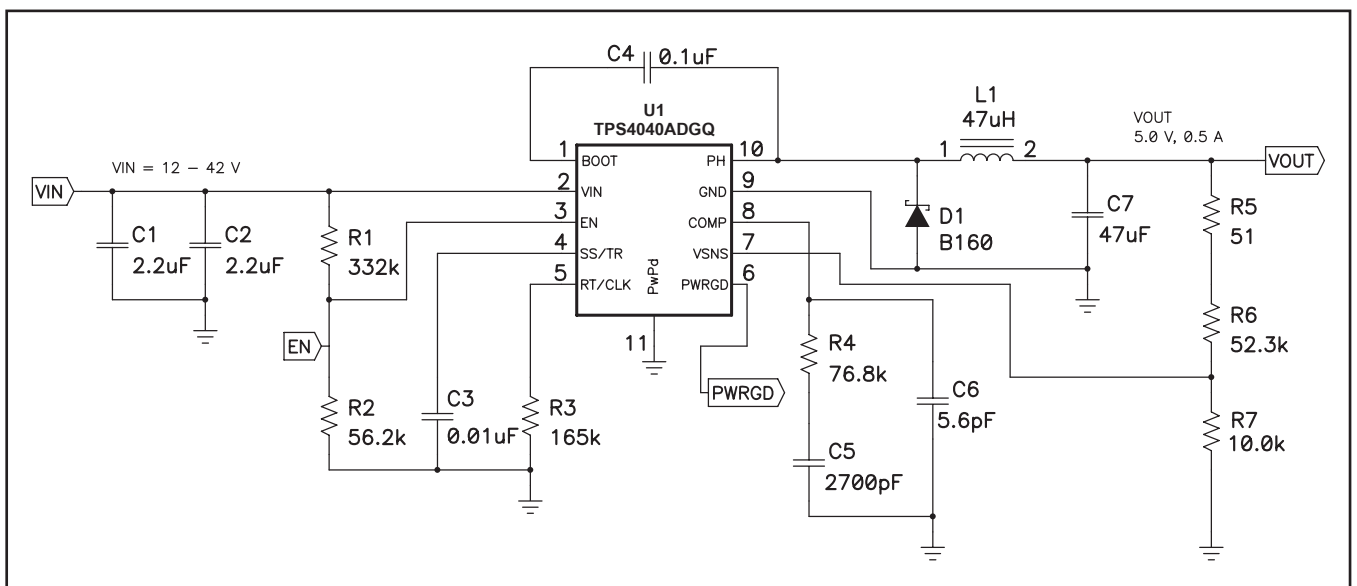 C4 0.1uF
U1
TPS4040ADGQ
L1
47uH
VOUT
5.0 V, 0.5 A
VIN = 12 – 42 V
1 BOOT
PH 10
1 2
VOUT
VIN
2 VIN
GND 9
3 EN
COMP 8
4 SS/TR
VSNS 7
5 RT/CLK
PWRGD 6
PwPd
11
C1
2.2uF
C2
2.2uF
R1
332k
D1
B160
C7
47uF
R5
51
EN
R6
52.3k
R4
76.8k
PWRGD
R2
56.2k
C3
0.01uF
R3
165k
C6
5.6pF
R7
10.0k
C5
2700pF